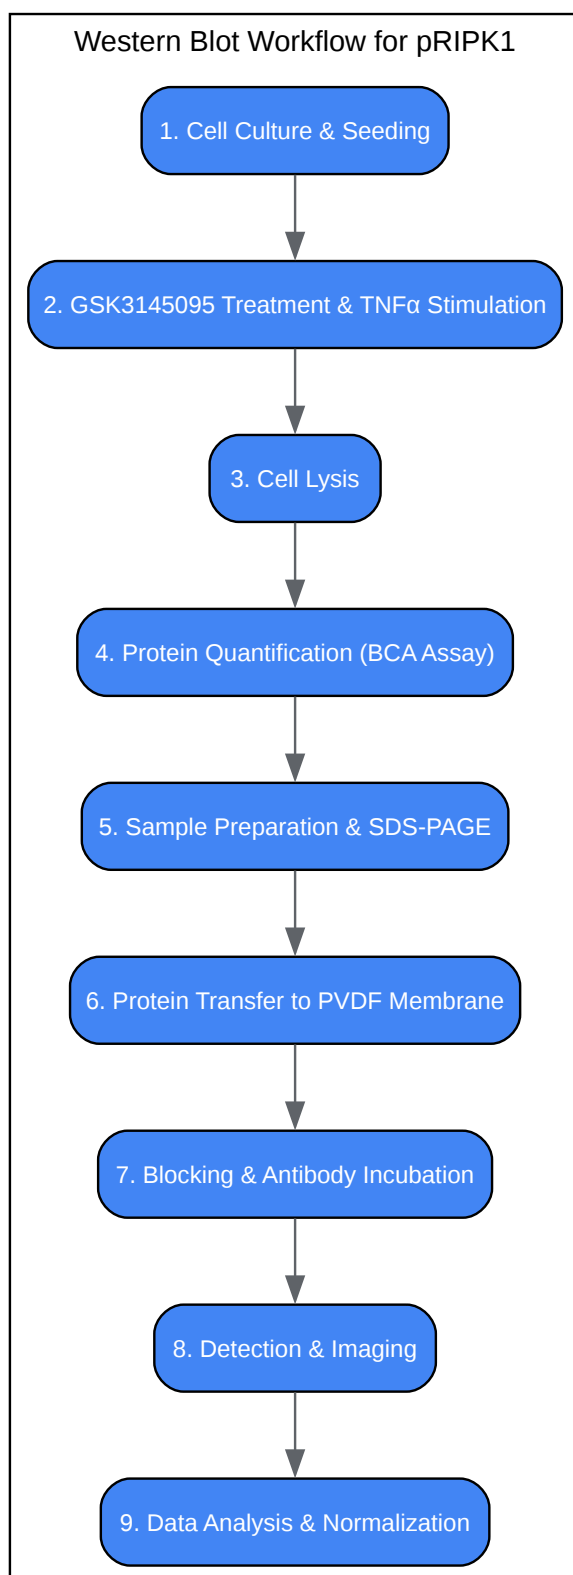 Western Blot Workflow for pRIPK1
1. Cell Culture & Seeding
2. GSK3145095 Treatment & TNFα Stimulation
3. Cell Lysis
4. Protein Quantification (BCA Assay)
5. Sample Preparation & SDS-PAGE
6. Protein Transfer to PVDF Membrane
7. Blocking & Antibody Incubation
8. Detection & Imaging
9. Data Analysis & Normalization